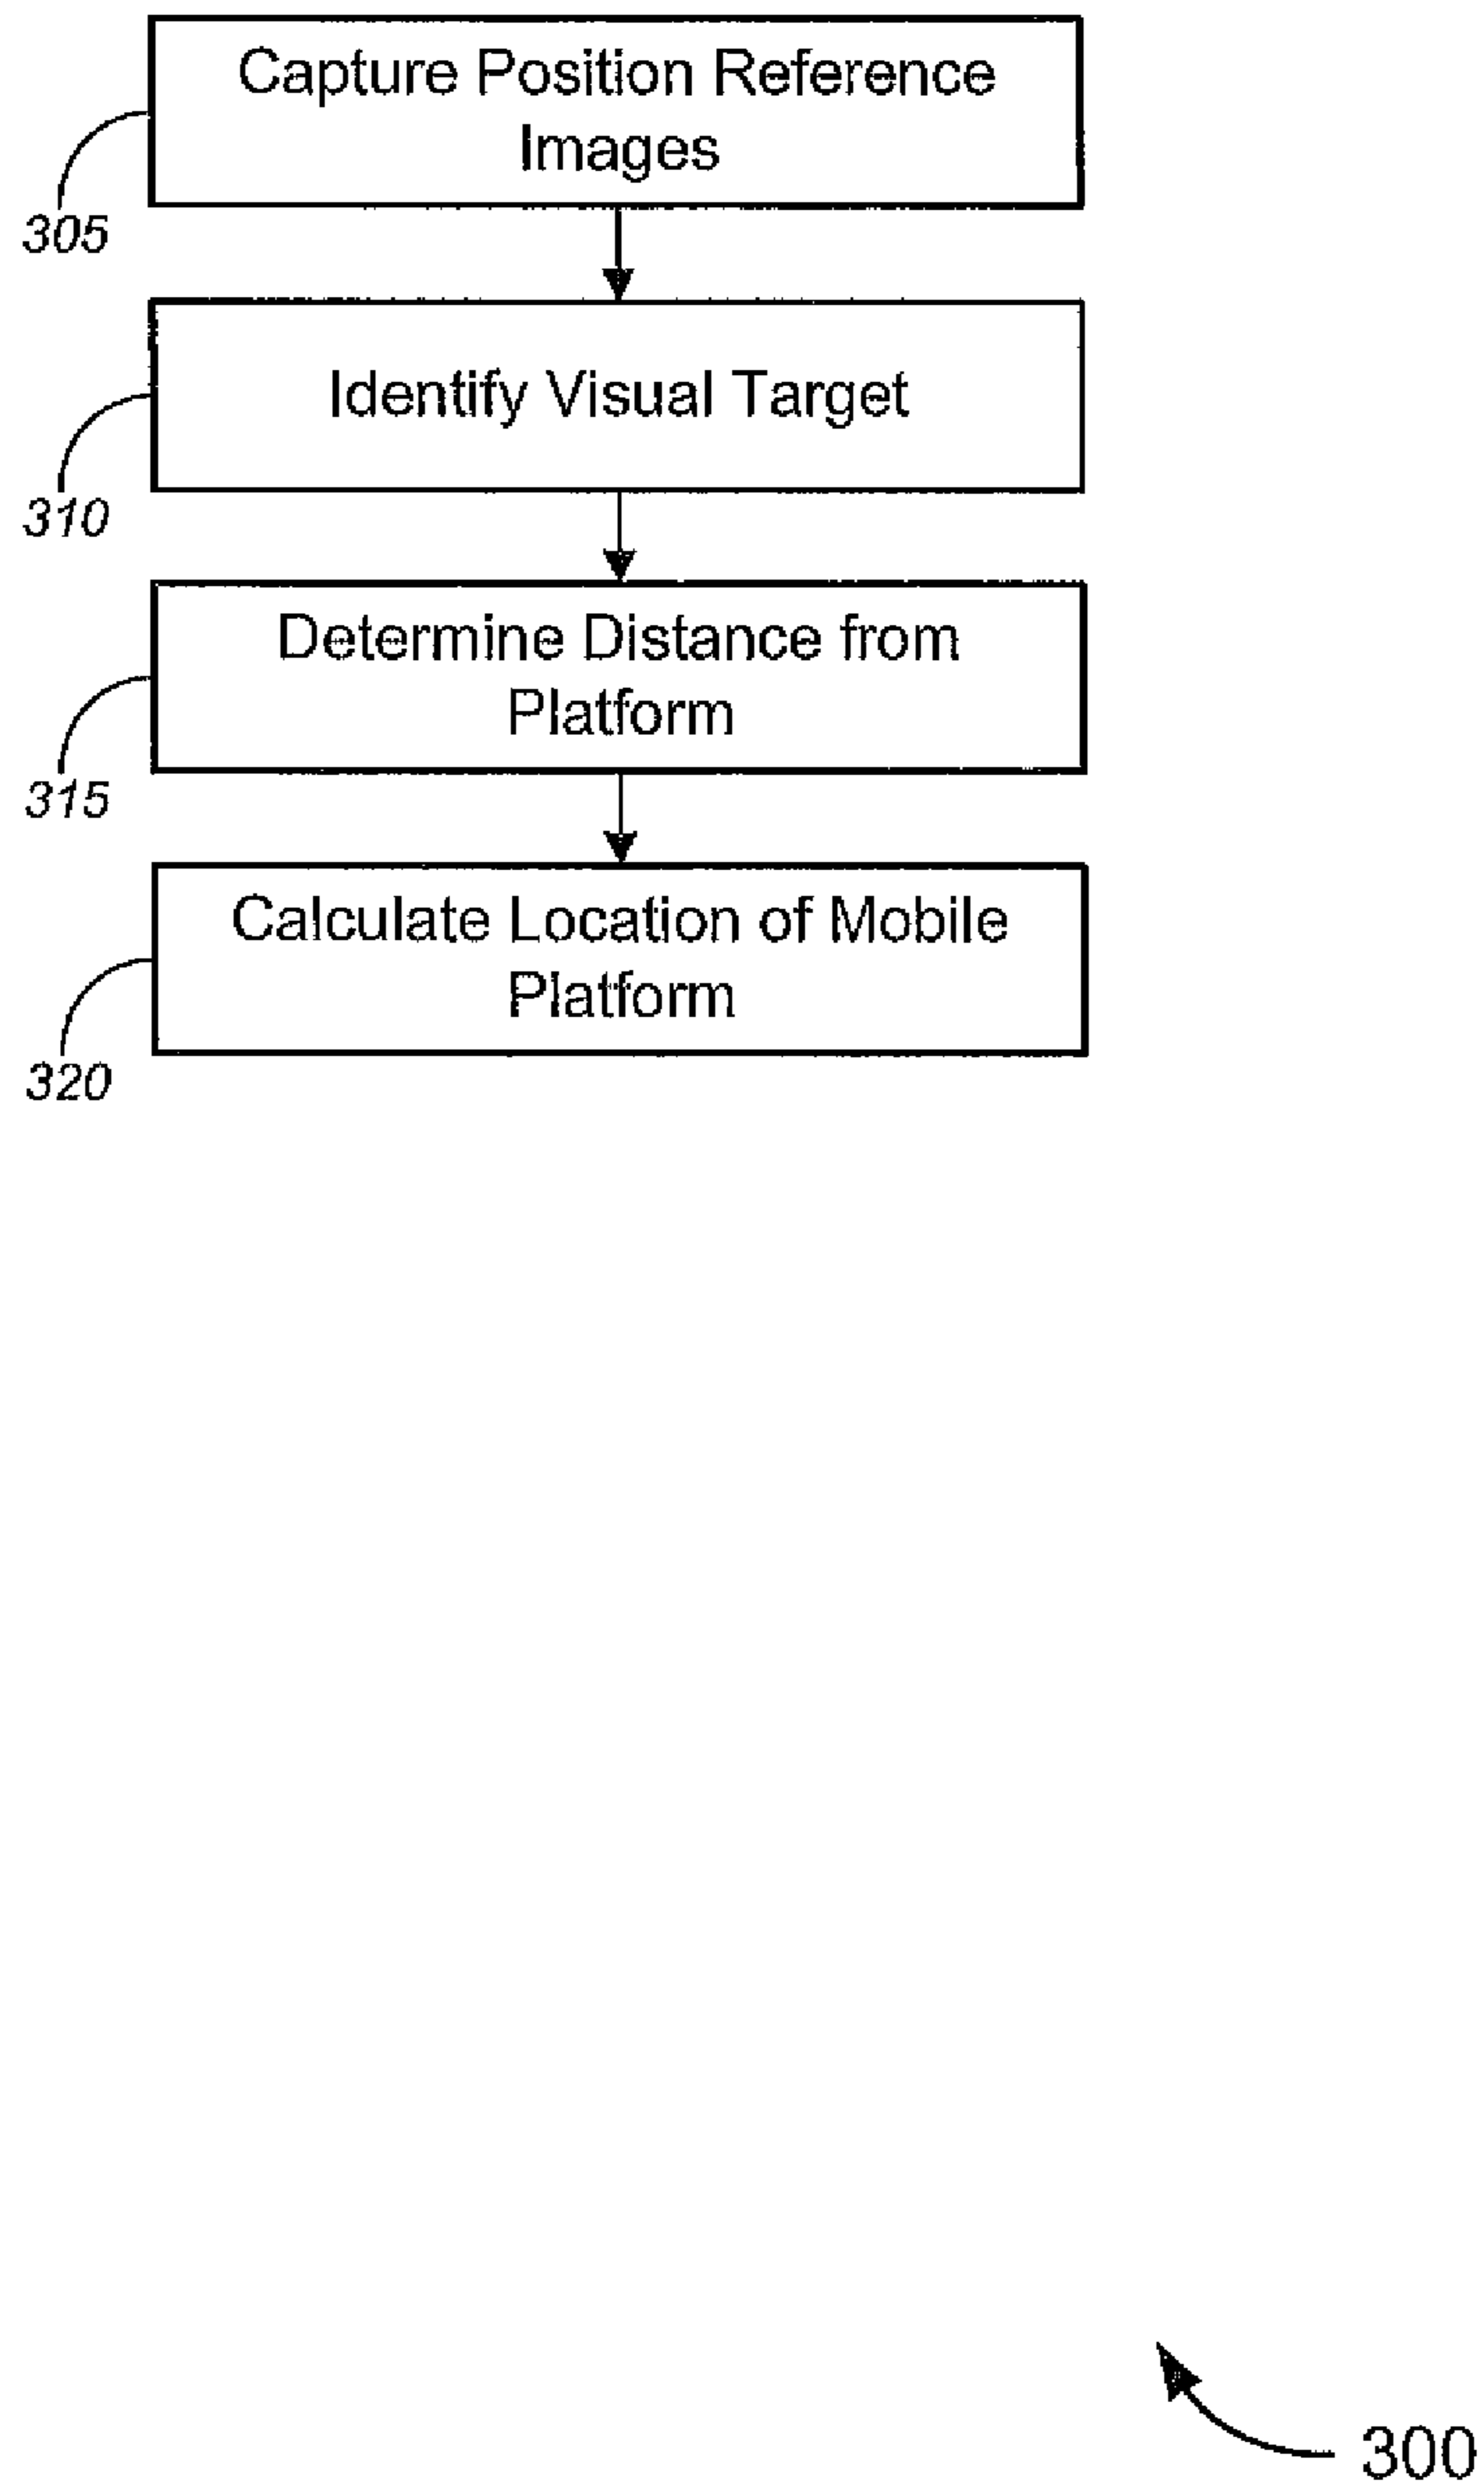 Capture Position Reference
Images
305
Identify Visual Target
310
Determine Distance from
Platform
315
Calculate Location of Mobile
Platform
320
300